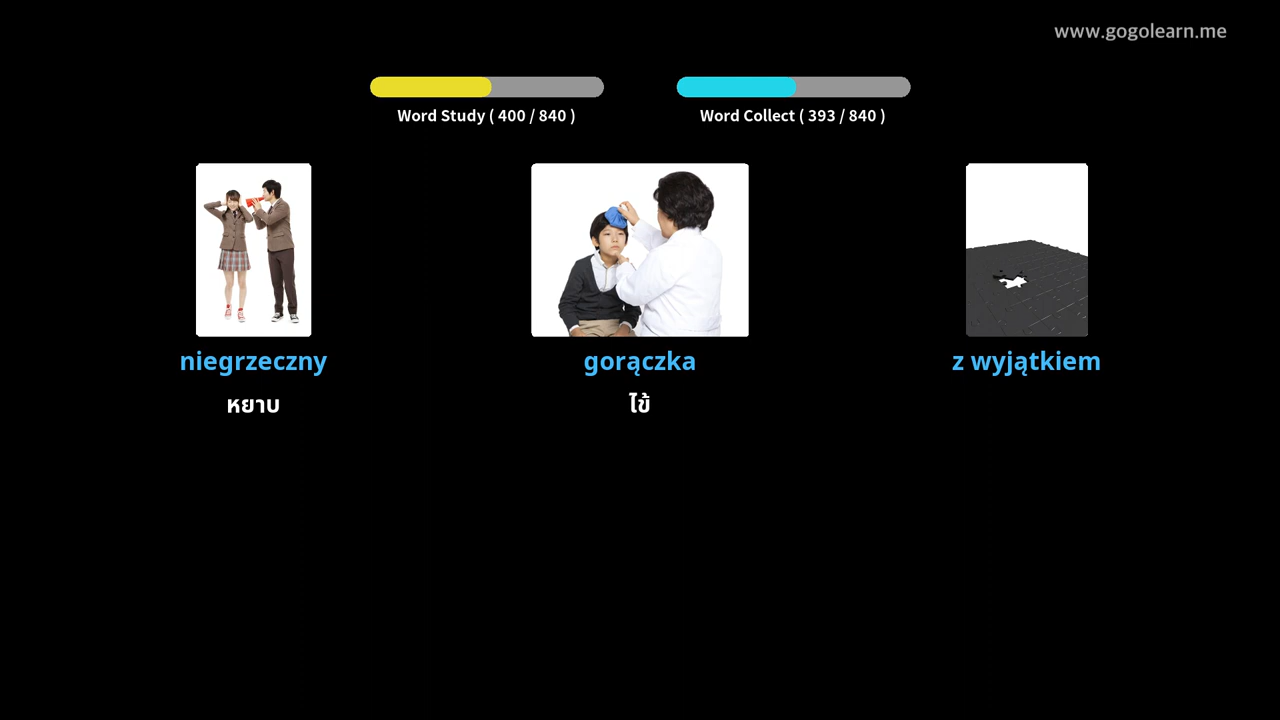 www.gogolearn.me
Word Study ( 400 / 840 )
Word Collect ( 393 / 840 )
niegrzeczny
gorączka
z wyjątkiem
หยาบ
ไข้